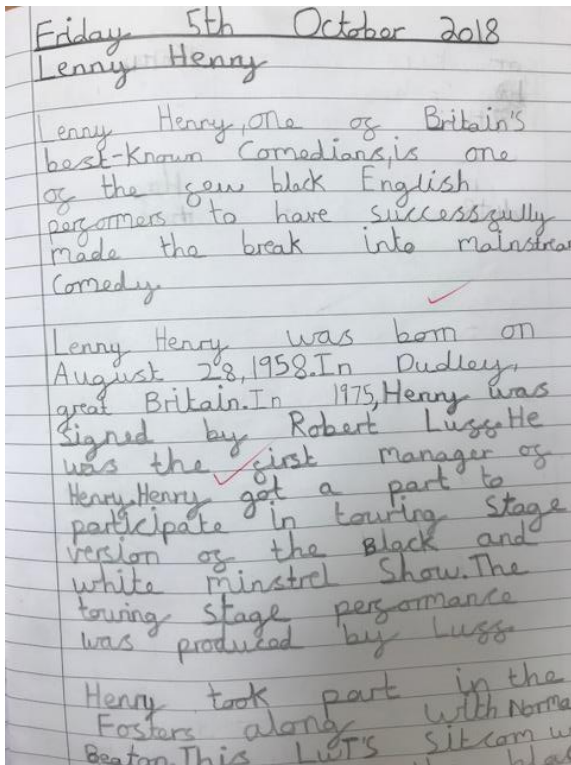 Friday 5th October 2018
Lenny Henry
Lenny Henry, one of Britain's
best-known Comedians, is one
of the few black English
performers to have successfully
made the break into mainstrea
Comedy.
Lenny Henry was born on
August 28, 1958. In Dudley,
great Britain. In 1975, Henry was
Signed by Robert Luff. He
was the first manager of
Henry. Henry got a part to
participate in touring Stage
version of the Black and
white minstrel Show. The
touring stage performance
was produced by Luff.
Henry took part in the
Fosters along with Norma
Beaton. This LWT's sitcom w